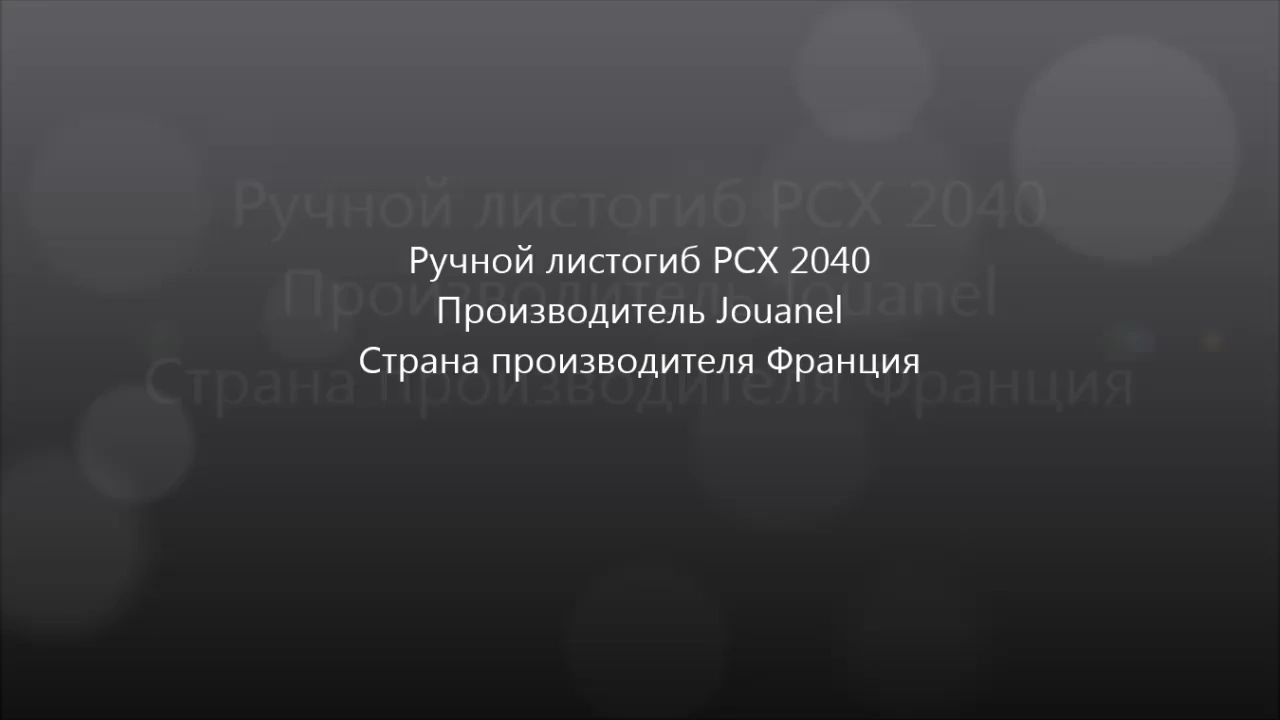 Ручной листогиб PCX 2040
Производитель Jouanel
Страна производителя Франция